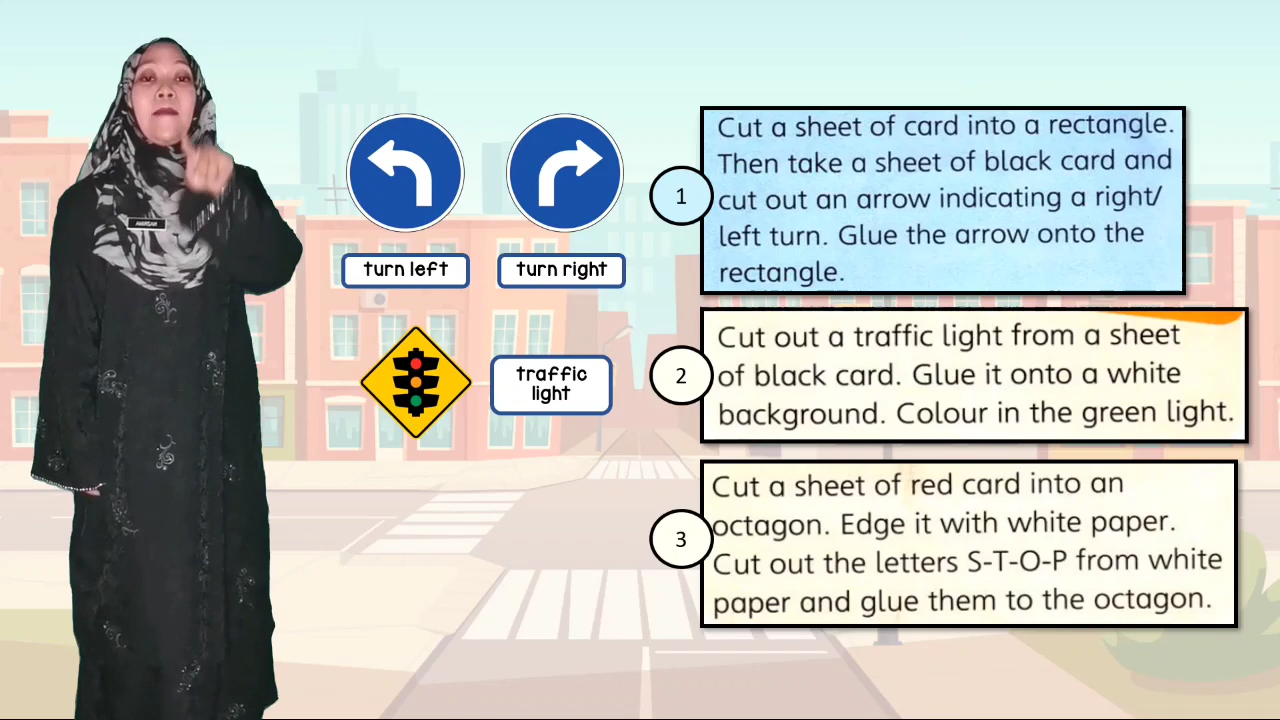 turn left
turn right
traffic
light
1
Cut a sheet of card into a rectangle.
Then take a sheet of black card and
cut out an arrow indicating a right/
left turn. Glue the arrow onto the
rectangle.
2
Cut out a traffic light from a sheet
of black card. Glue it onto a white
background. Colour in the green light.
3
Cut a sheet of red card into an
octagon. Edge it with white paper.
Cut out the letters S-T-O-P from white
paper and glue them to the octagon.